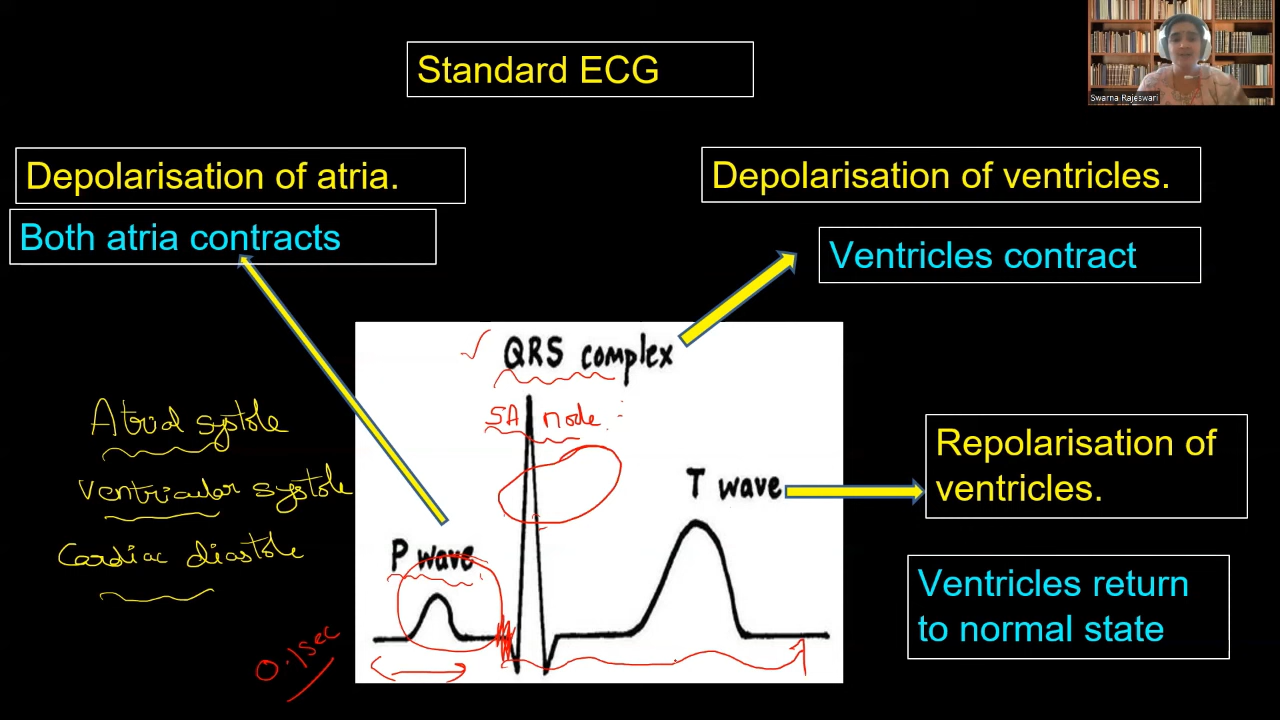 Standard ECG
Swarna Rajeswari
Depolarisation of atria.
Both atria contracts
Depolarisation of ventricles.
Ventricles contract
QRS complex
SA node
Atrial systole
Ventricular systole
Cardiac diastole
P wave
T wave
Repolarisation of
ventricles.
Ventricles return
to normal state
0.1sec